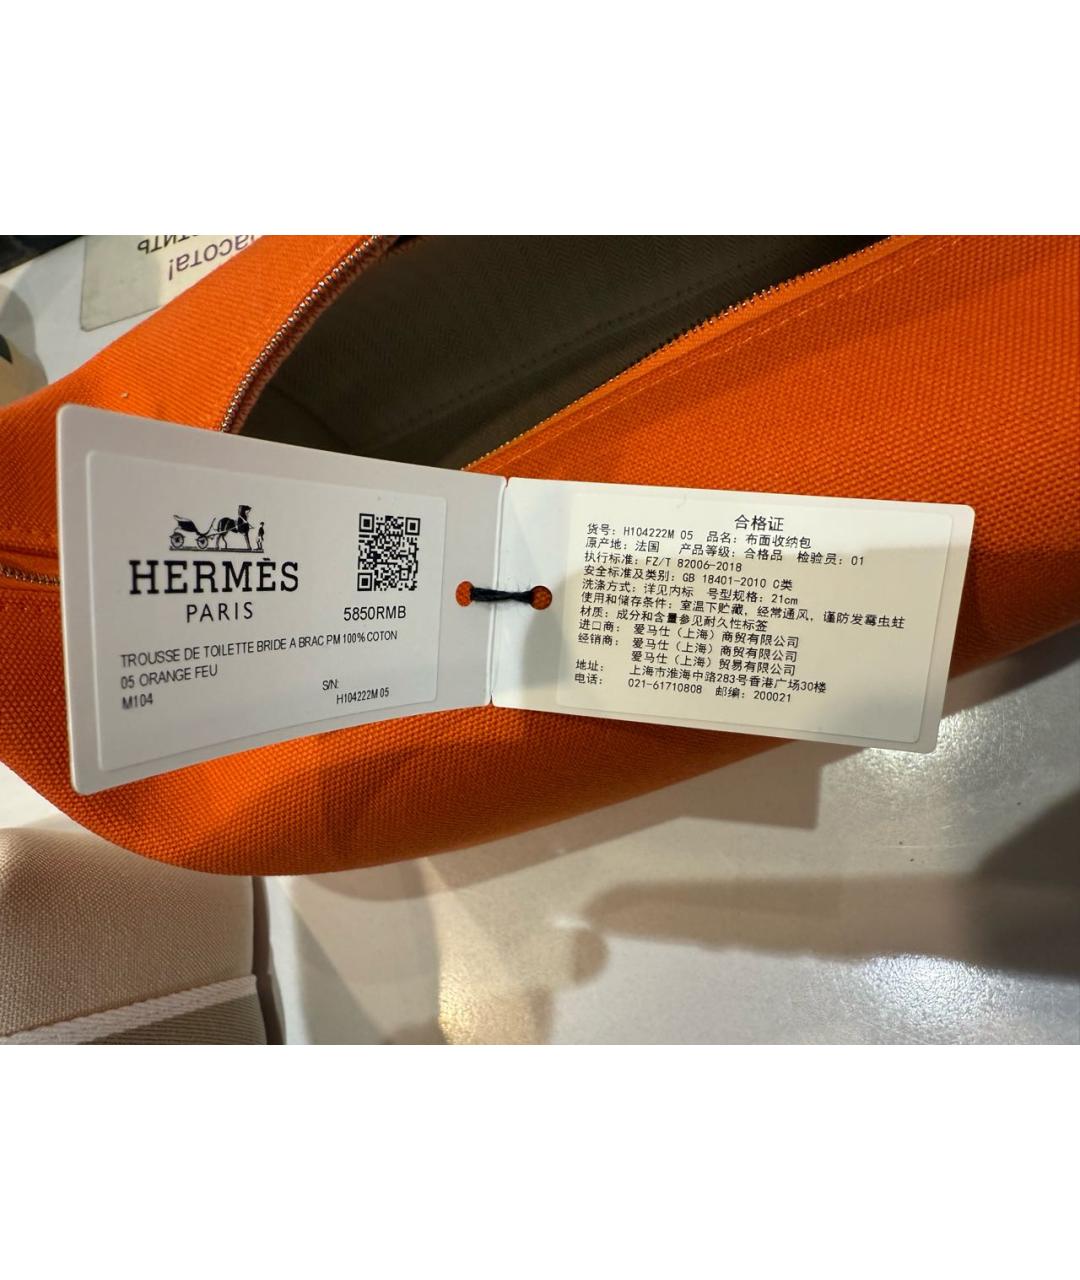 ТИТЬ
асота!
HERMÈS
PARIS
5850RMB
TROUSSE DE TOILETTE BRIDE A BRAC PM 100% COTON
05 ORANGE FEU
M104
S/N:
H104222M 05
合格证
货号: H104222M 05 品名: 布面收纳包
原产地: 法国 产品等级: 合格品 检验员: 01
执行标准: FZ/T 82006-2018
安全标准及类别: GB 18401-2010 C类
洗涤方式: 详见内标 号型规格: 21cm
使用和储存条件: 室温下贮藏, 经常通风, 谨防发霉虫蛀
材质: 成分和含量参见耐久性标签
进口商: 爱马仕（上海）商贸有限公司
经销商: 爱马仕（上海）商贸有限公司
爱马仕（上海）贸易有限公司
地址: 上海市淮海中路283号香港广场30楼
电话: 021-61710808 邮编: 200021